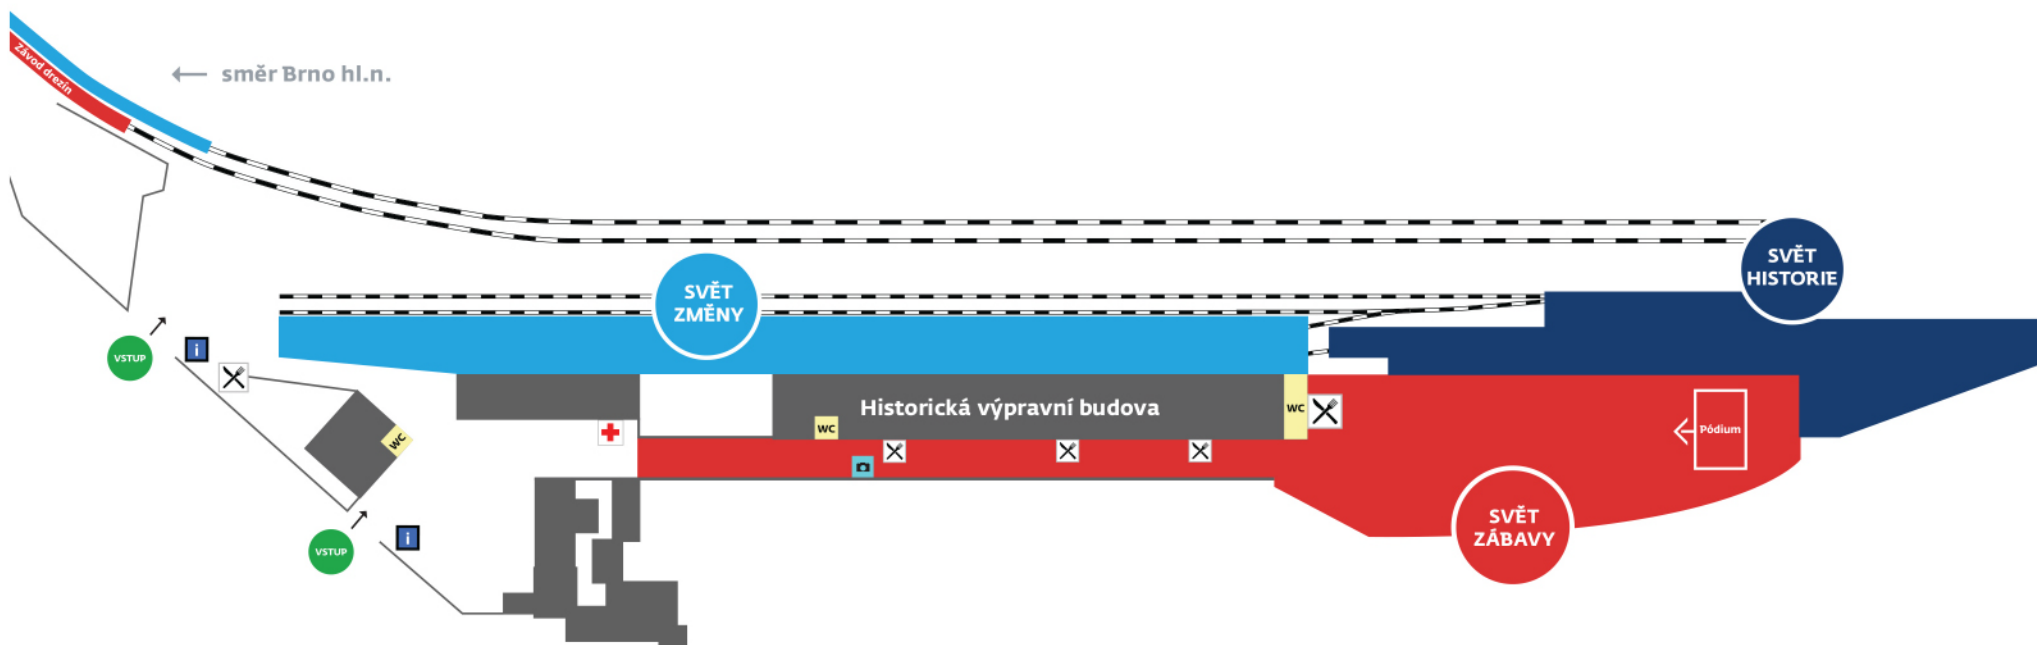 Závod drezín
směr Brno hl.n.
SVĚT
HISTORIE
SVĚT
ZMĚNY
VSTUP
i
Historická výpravní budova
WC
WC
WC
Pódium
SVĚT
ZÁBAVY
VSTUP
i